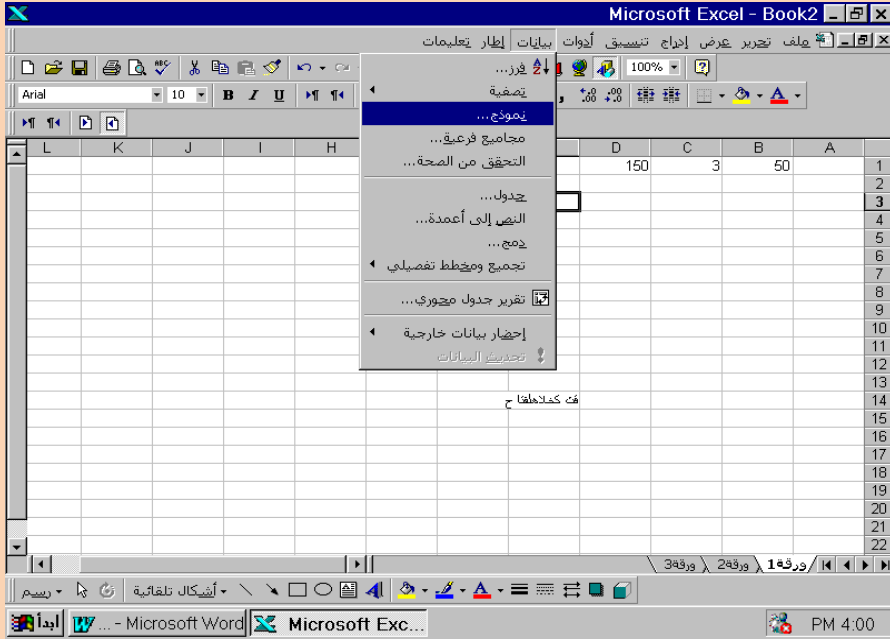 Microsoft Excel - Book2
ملف تحرير عرض إدراج تنسيق أدوات بيانات إطار تعليمات
100%
Arial 10 B I U
فرز...
تصفية
نموذج...
مجاميع فرعية...
التحقق من الصحة...
جدول...
النص إلى أعمدة...
دمج...
تجميع ومخطط تفصيلي
تقرير جدول محوري...
إحضار بيانات خارجية
تحديث البيانات
L K J I H D C B A
150 3 50 1
2
3
4
5
6
7
8
9
10
11
12
13
14
15
16
17
18
19
20
21
22
ورقة1 ورقة2 ورقة3
رسم أشكال تلقائية
ابدأ ... - Microsoft Word Microsoft Exc... PM 4:00